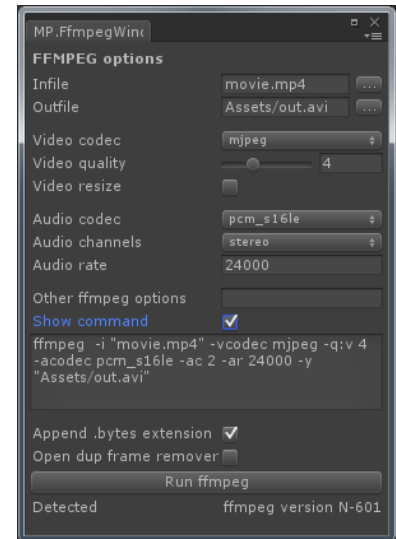 MP.FfmpegWin
FFMPEG options
Infile movie.mp4 ...
Outfile Assets/out.avi ...
Video codec mjpeg
Video quality 4
Video resize
Audio codec pcm_s16le
Audio channels stereo
Audio rate 24000
Other ffmpeg options
Show command
ffmpeg -i "movie.mp4" -vcodec mjpeg -q:v 4
-acodec pcm_s16le -ac 2 -ar 24000 -y
"Assets/out.avi"
Append .bytes extension
Open dup frame remover
Run ffmpeg
Detected ffmpeg version N-601